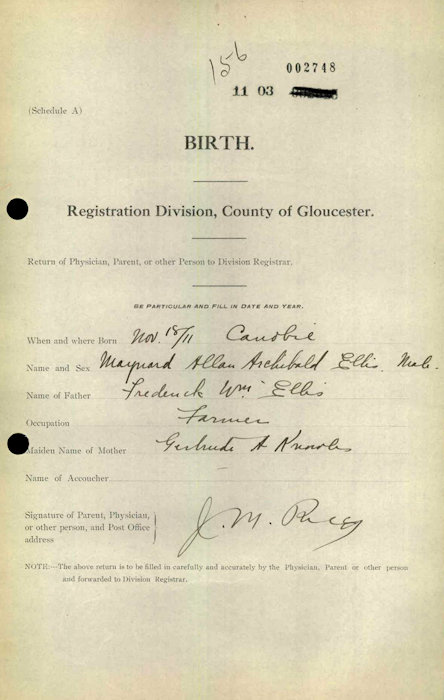 156
002748
11 03
(Schedule A)
BIRTH.
Registration Division, County of Gloucester.
Return of Physician, Parent, or other Person to Division Registrar.
BE PARTICULAR AND FILL IN DATE AND YEAR.
When and where Born Nov. 18/11 Canobie
Name and Sex Maynard Allan Archibald Ellis. Male.
Name of Father Frederick Wm Ellis
Occupation Farmer
Maiden Name of Mother Gertrude A Knowles
Name of Accoucher
Signature of Parent, Physician,
or other person, and Post Office
address
J. M.
NOTE:—The above return is to be filled in carefully and accurately by the Physician, Parent or other person
and forwarded to Division Registrar.